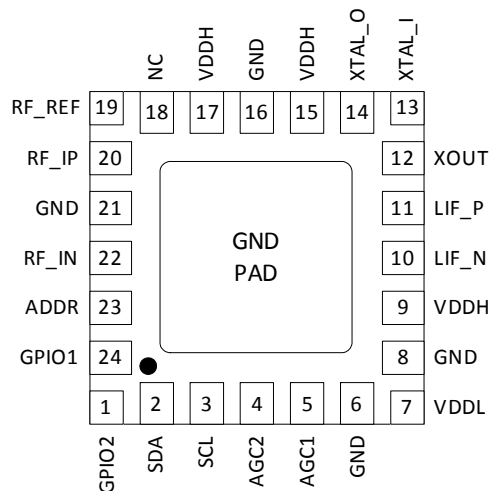 NC
VDDH
GND
VDDH
XTAL_O
XTAL_I
RF_REF 19 18 17 16 15 14 13
RF_IP 20 12 XOUT
GND 21 11 LIF_P
RF_IN 22 10 LIF_N
GND
PAD
ADDR 23 9 VDDH
GPIO1 24 8 GND
1 2 3 4 5 6 7 VDDL
GPIO2
SDA
SCL
AGC2
AGC1
GND